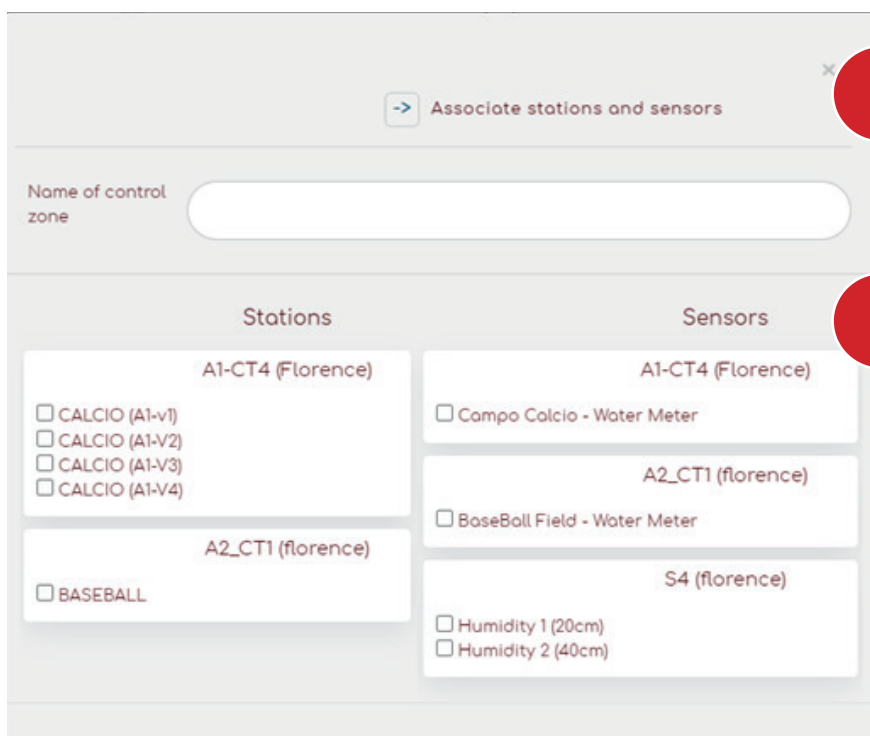 ×
-> Associate stations and sensors
Name of control
zone
Stations
A1-CT4 (Florence)
CALCIO (A1-v1)
CALCIO (A1-V2)
CALCIO (A1-V3)
CALCIO (A1-V4)
A2_CT1 (florence)
BASEBALL
Sensors
A1-CT4 (Florence)
Campo Calcio - Water Meter
A2_CT1 (florence)
BaseBall Field - Water Meter
S4 (florence)
Humidity 1 (20cm)
Humidity 2 (40cm)